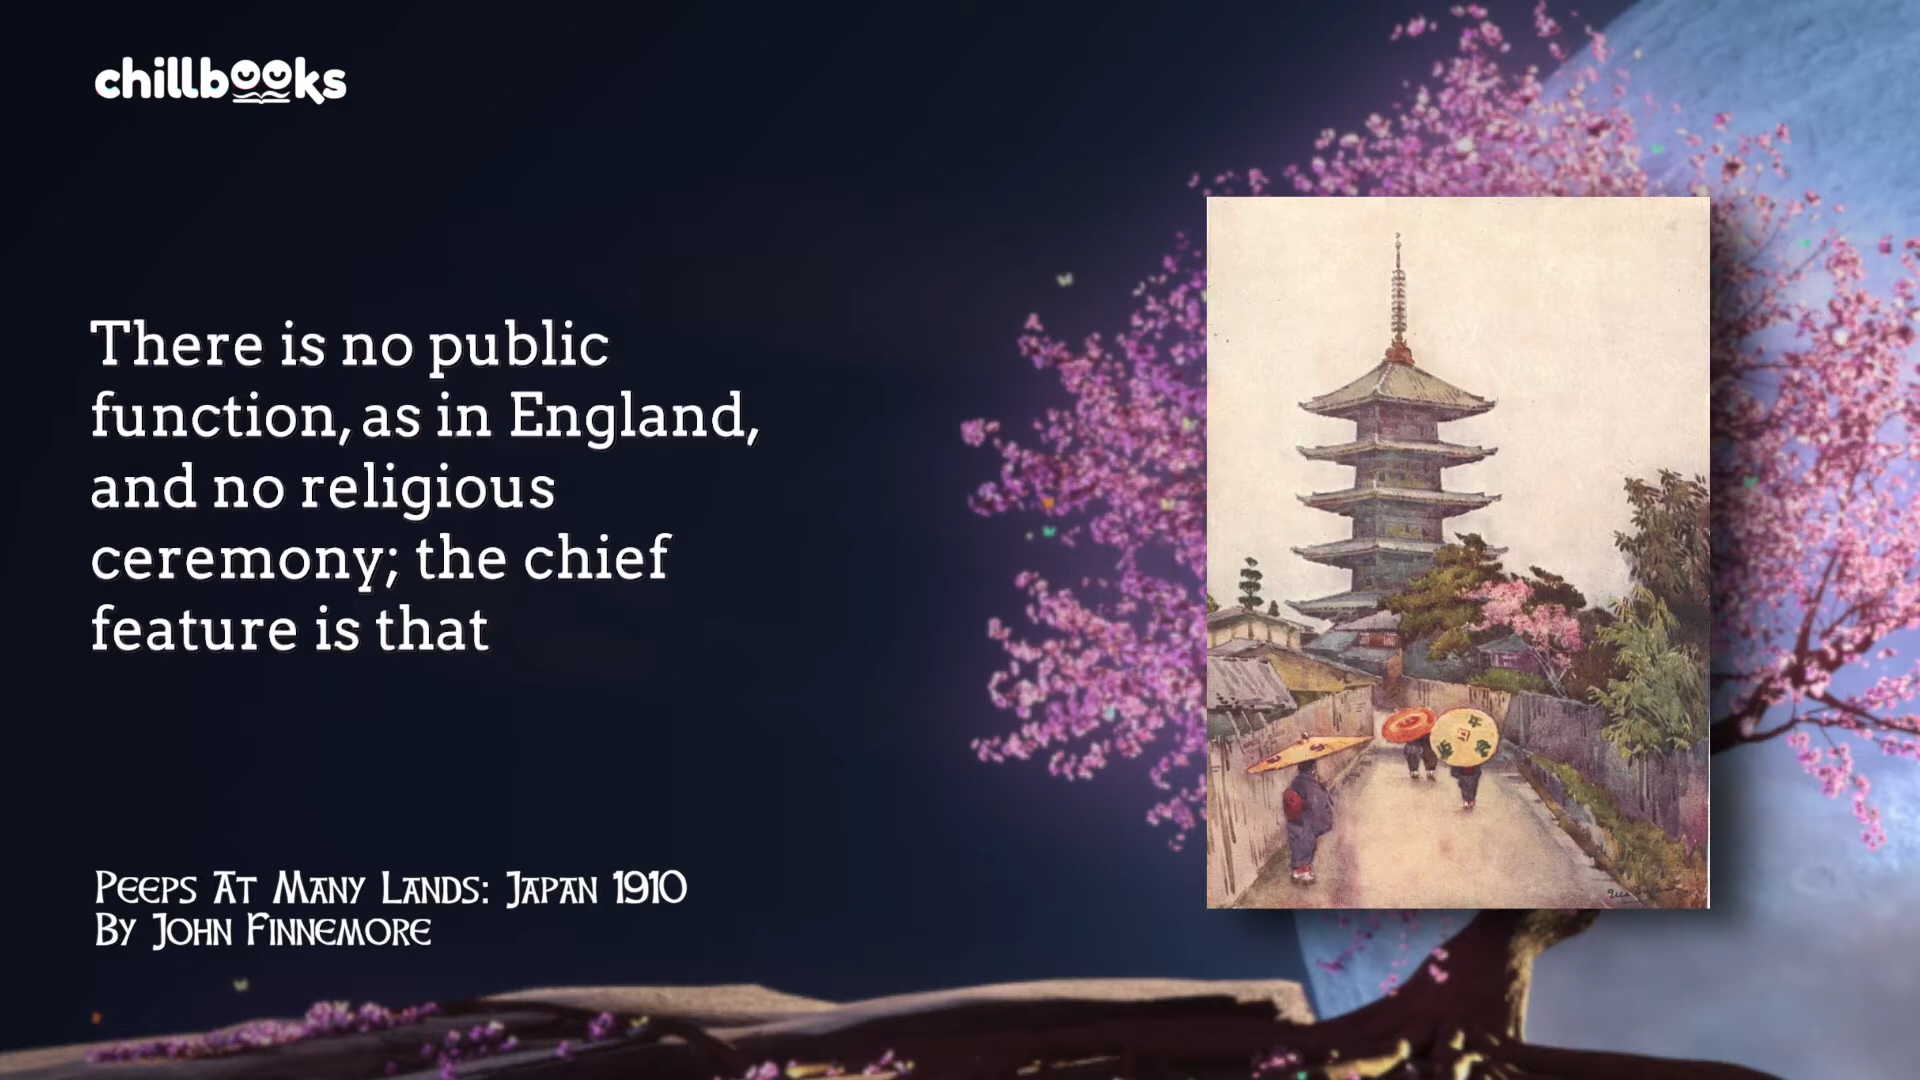 chillbooks
There is no public
function, as in England,
and no religious
ceremony; the chief
feature is that
Peeps At Many Lands: Japan 1910
By John Finnemore